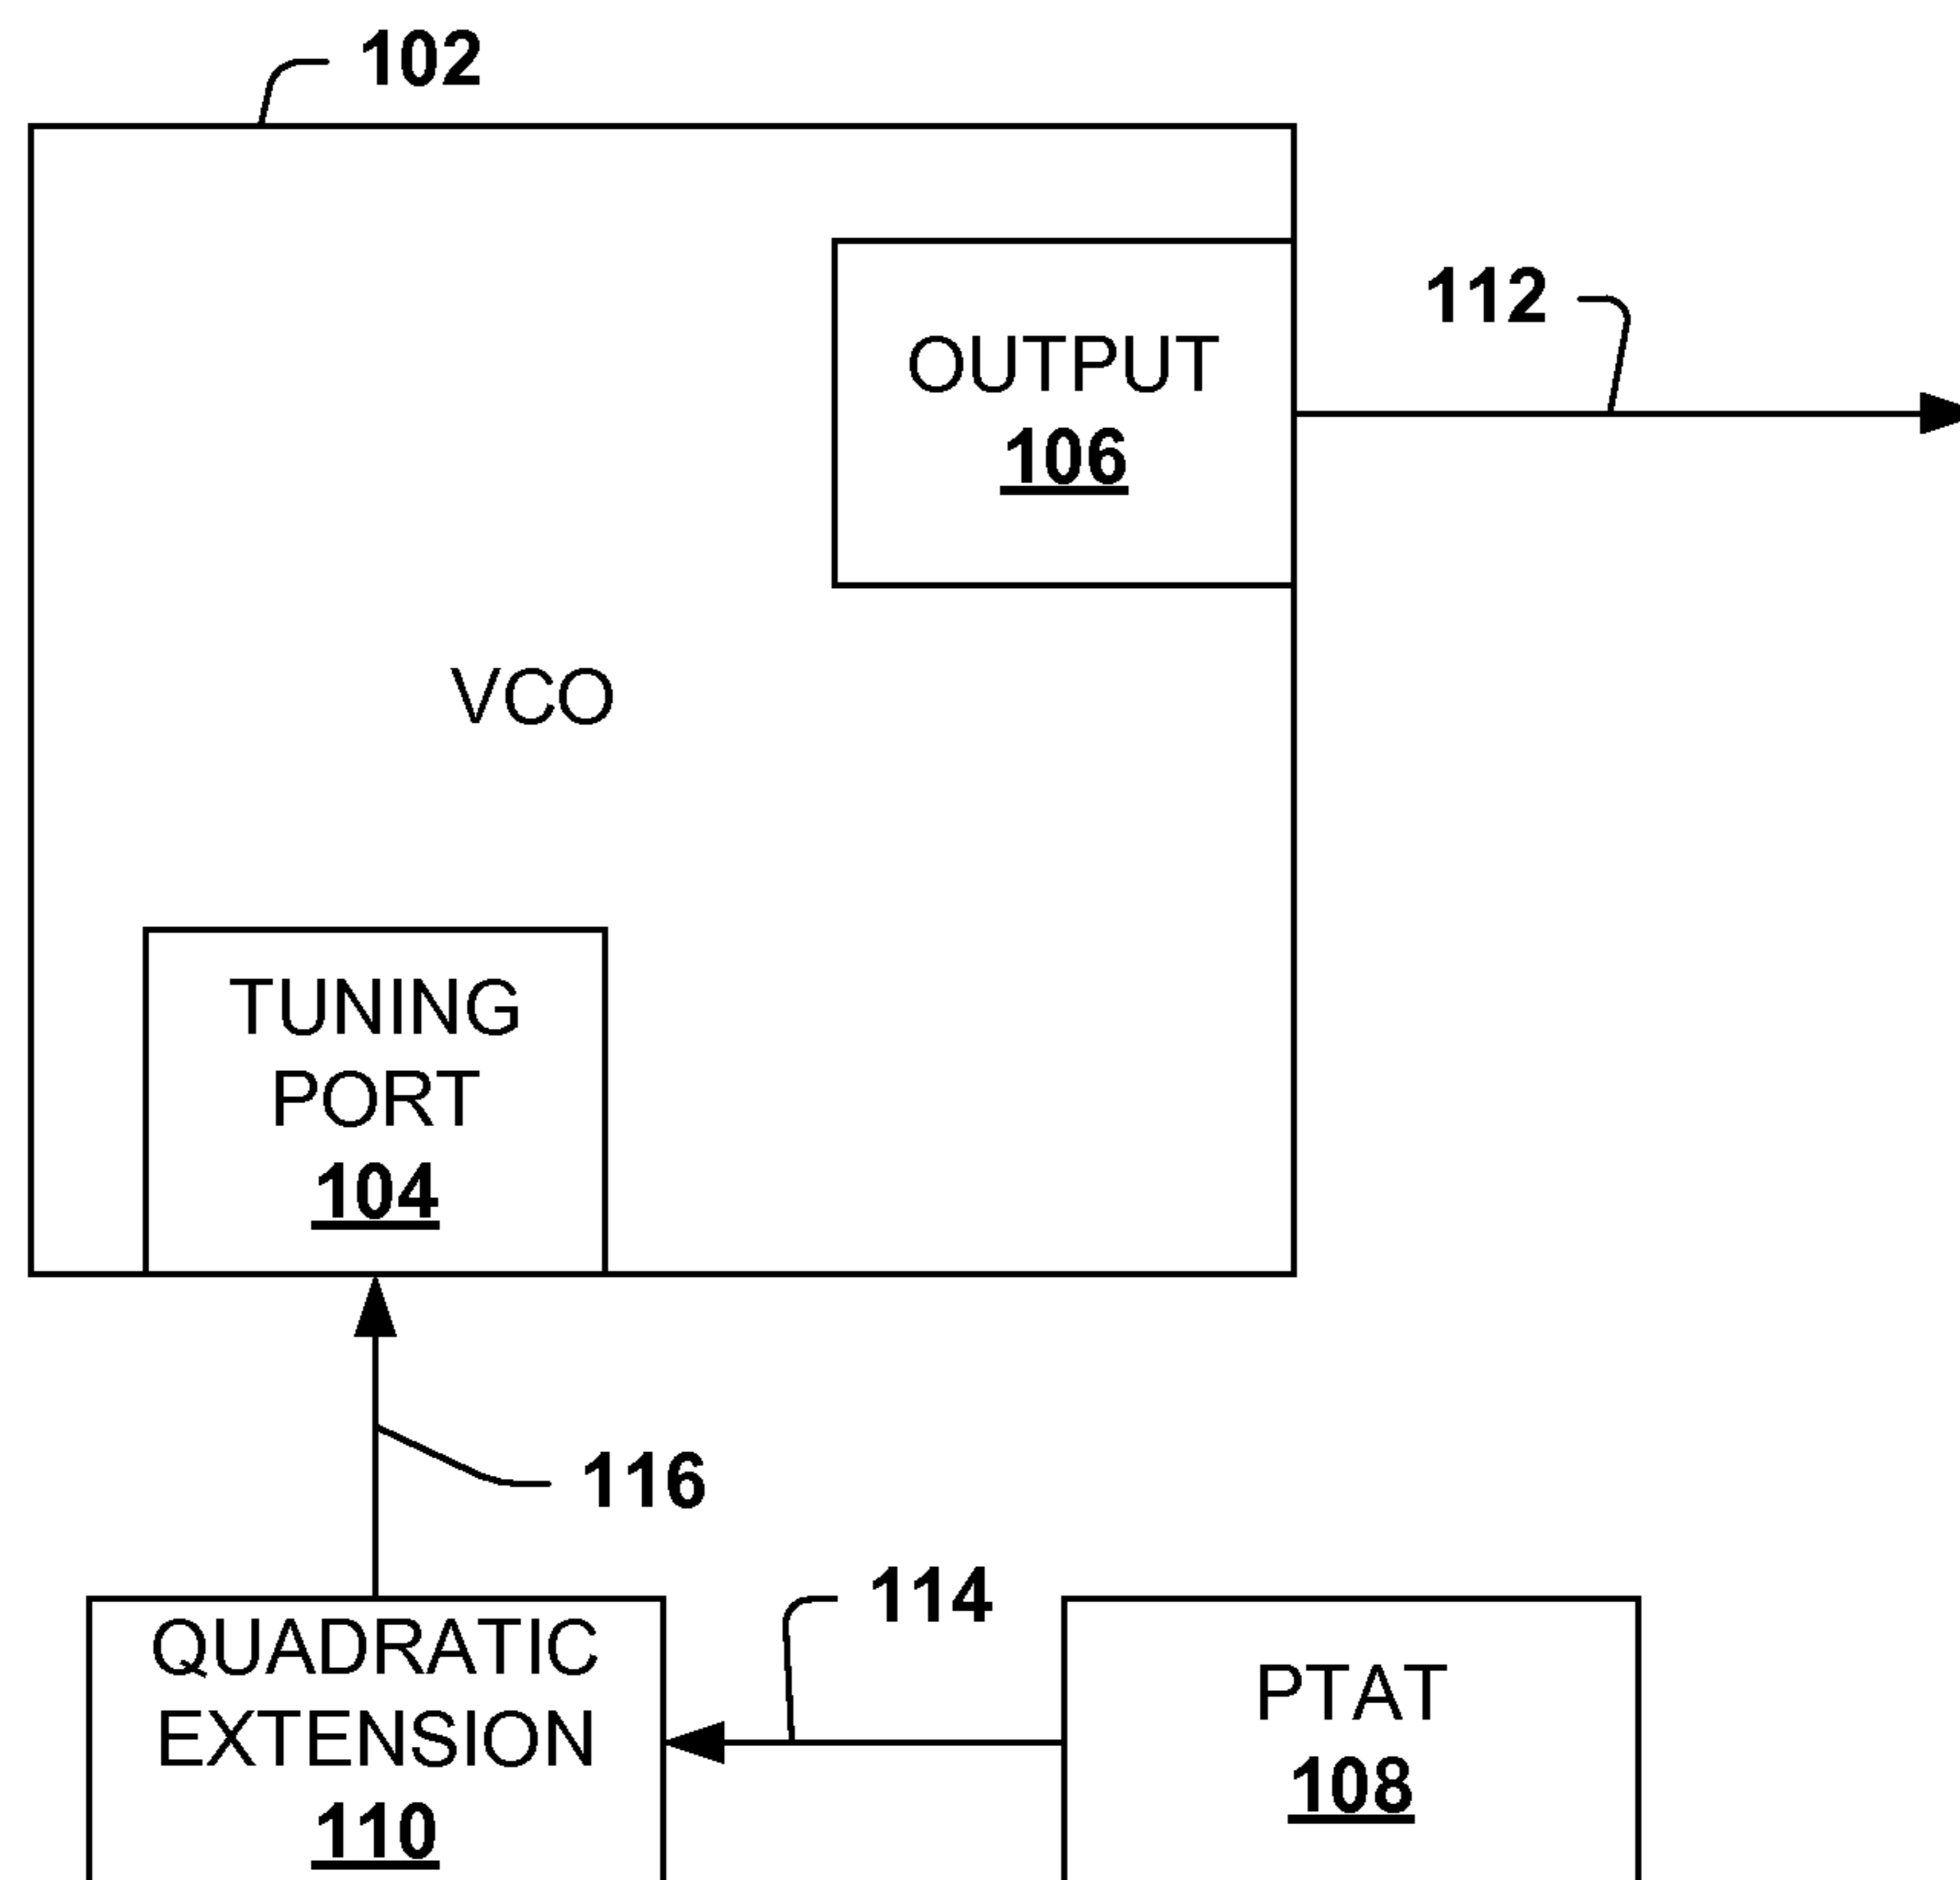 102
112
OUTPUT
106
VCO
TUNING
PORT
104
116
114
QUADRATIC
EXTENSION
110
PTAT
108